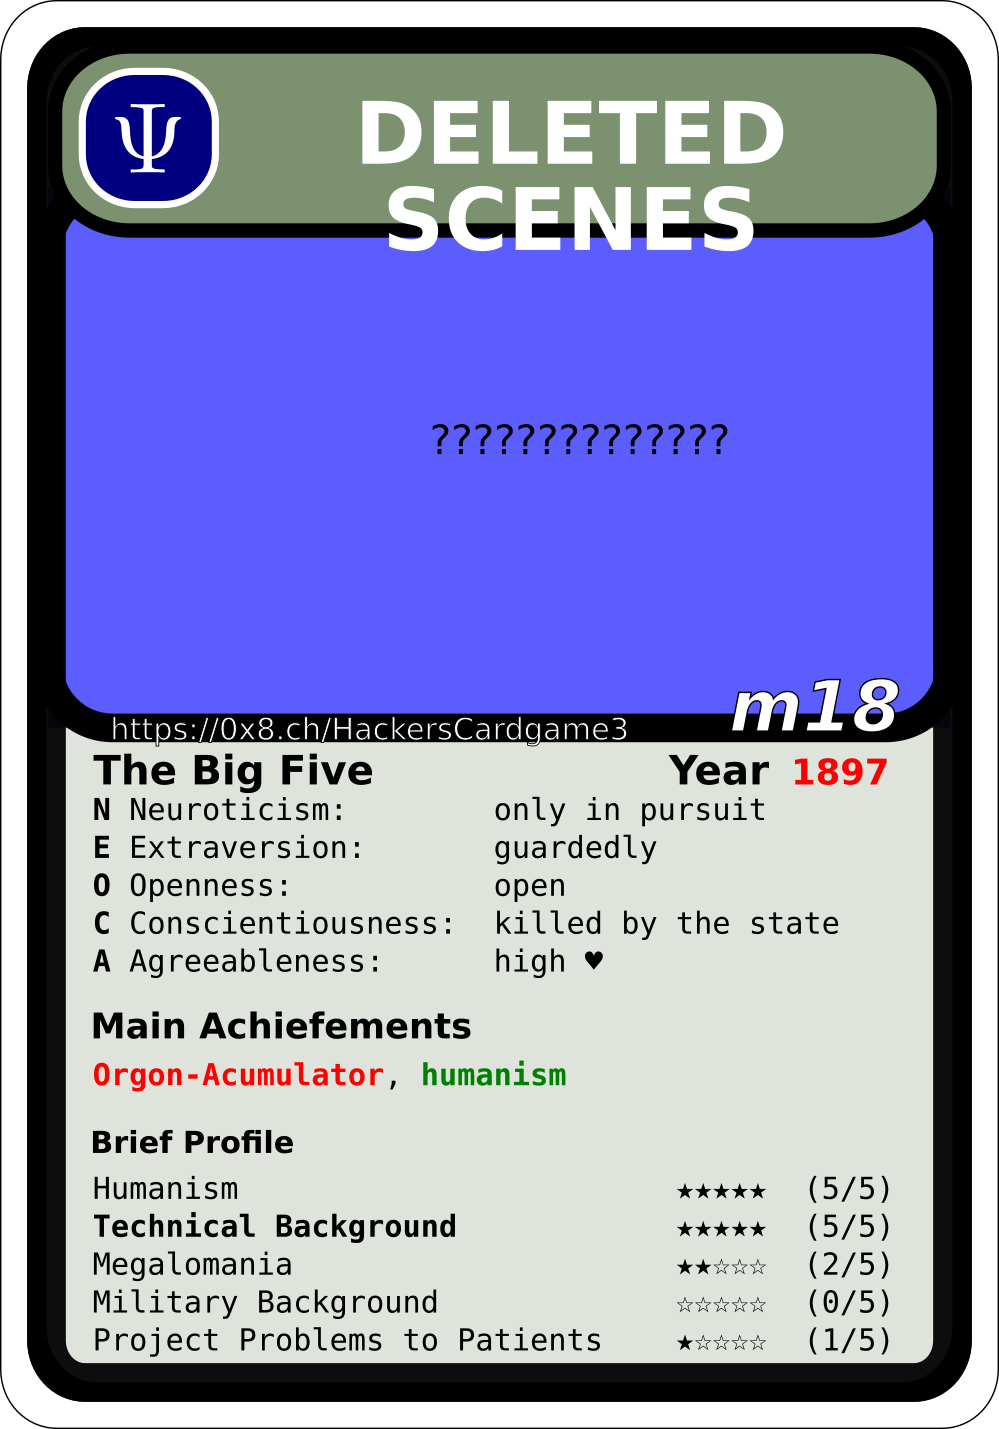 Ψ
DELETED
SCENES
??????????????
m18
https://0x8.ch/HackersCardgame3
The Big Five Year 1897
N Neuroticism: only in pursuit
E Extraversion: guardedly
O Openness: open
C Conscientiousness: killed by the state
A Agreeableness: high ♥
Main Achiefements
Orgon-Acumulator, humanism
Brief Profile
Humanism ★★★★★ (5/5)
Technical Background ★★★★★ (5/5)
Megalomania ★★☆☆☆ (2/5)
Military Background ☆☆☆☆☆ (0/5)
Project Problems to Patients ★☆☆☆☆ (1/5)